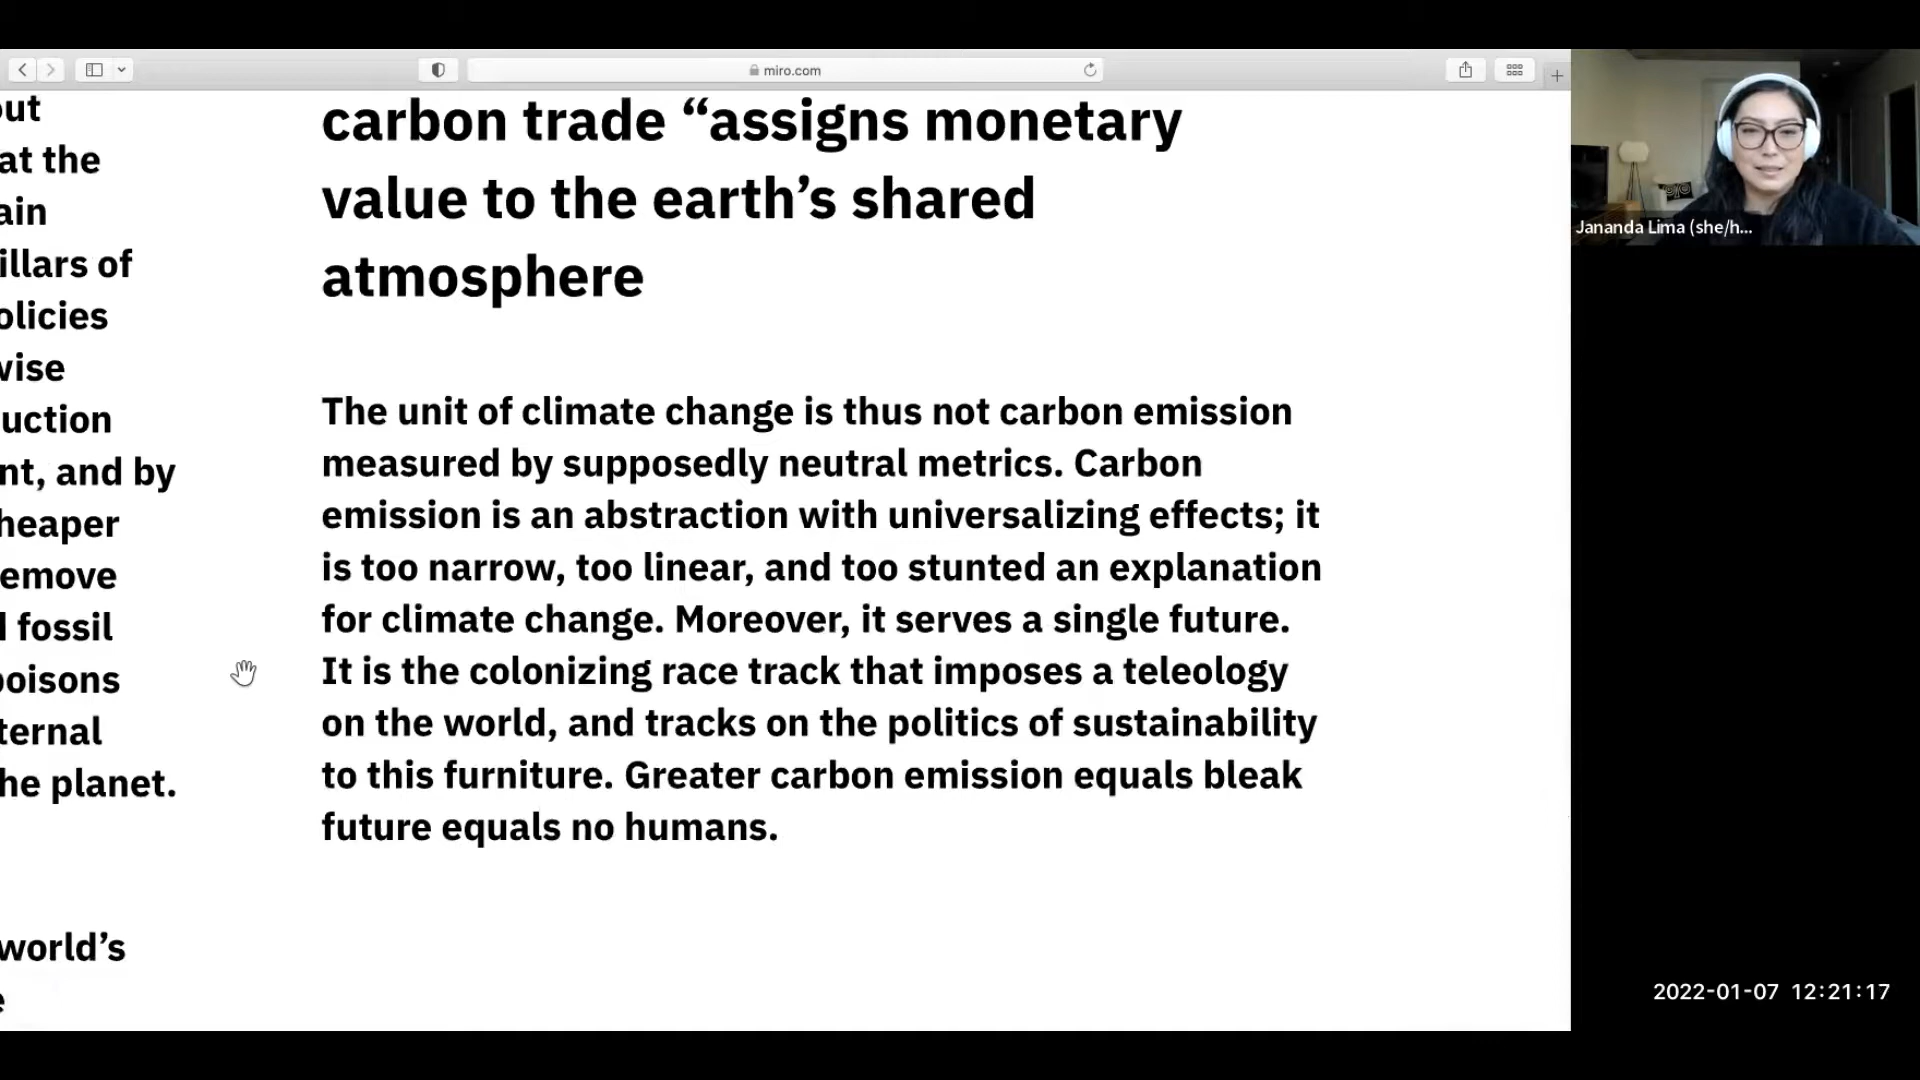 miro.com
out
at the
ain
illars of
olicies
wise
uction
nt, and by
heaper
emove
fossil
poisons
ternal
he planet.
world’s
e
carbon trade “assigns monetary
value to the earth’s shared
atmosphere
The unit of climate change is thus not carbon emission
measured by supposedly neutral metrics. Carbon
emission is an abstraction with universalizing effects; it
is too narrow, too linear, and too stunted an explanation
for climate change. Moreover, it serves a single future.
It is the colonizing race track that imposes a teleology
on the world, and tracks on the politics of sustainability
to this furniture. Greater carbon emission equals bleak
future equals no humans.
Jananda Lima (she/h...
2022-01-07 12:21:17